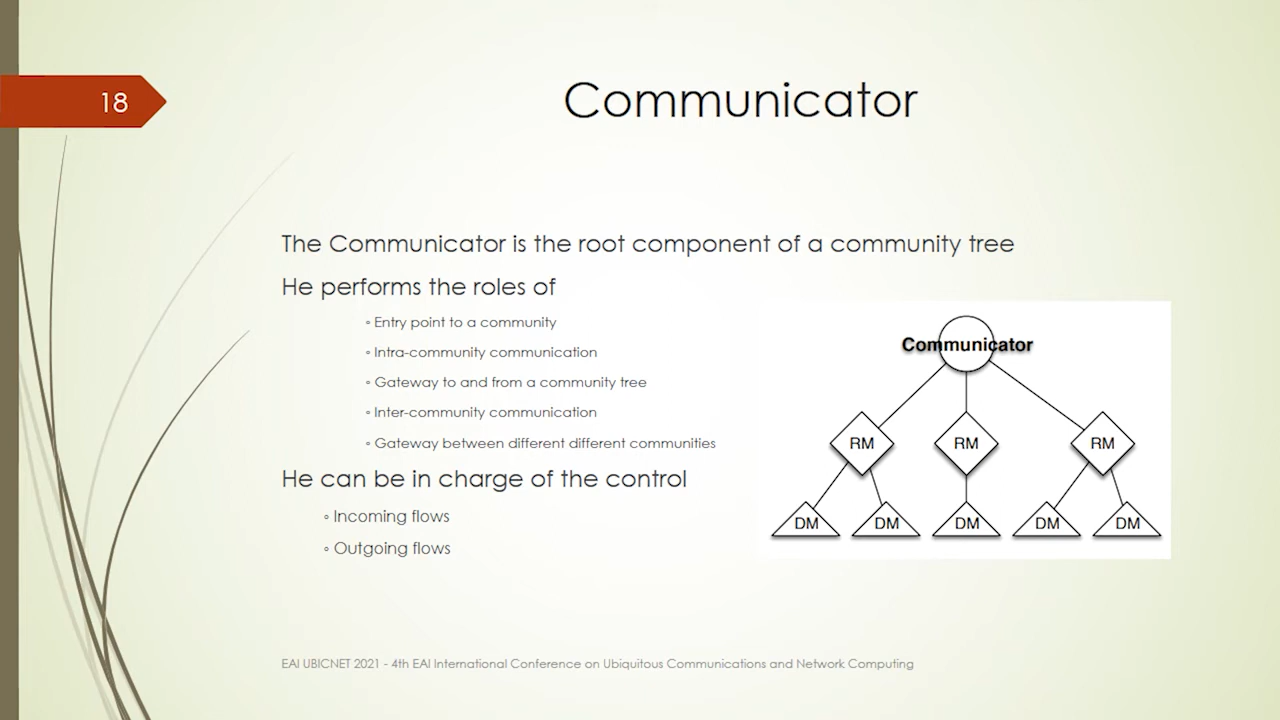 18
Communicator
The Communicator is the root component of a community tree
He performs the roles of
▫ Entry point to a community
▫ Intra-community communication
▫ Gateway to and from a community tree
▫ Inter-community communication
▫ Gateway between different different communities
He can be in charge of the control
▫ Incoming flows
▫ Outgoing flows
Communicator
RM RM RM
DM DM DM DM DM
EAI UBICNET 2021 - 4th EAI International Conference on Ubiquitous Communications and Network Computing